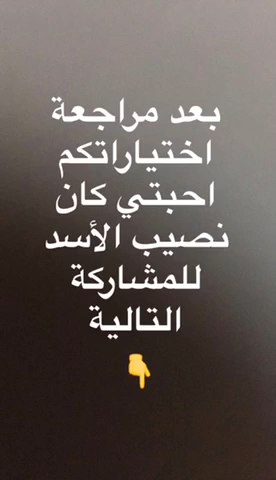 بعد مراجعة
اختياراتكم
احبتي كان
نصيب الأسد
للمشاركة
التالية
👇